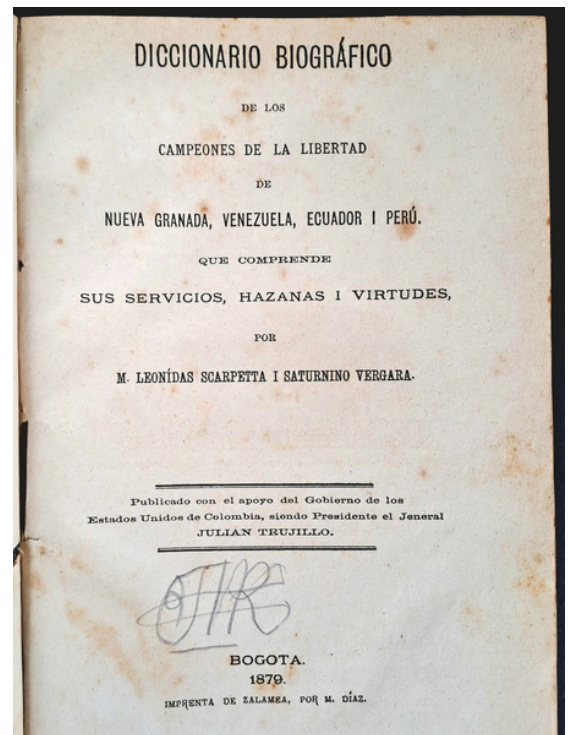 DICCIONARIO BIOGRÁFICO
DE LOS
CAMPEONES DE LA LIBERTAD
DE
NUEVA GRANADA, VENEZUELA, ECUADOR I PERÚ.
QUE COMPRENDE
SUS SERVICIOS, HAZANAS I VIRTUDES,
POR
M. LEONÍDAS SCARPETTA I SATURNINO VERGARA.
Publicado con el apoyo del Gobierno de los
Estados Unidos de Colombia, siendo Presidente el Jeneral
JULIAN TRUJILLO.
BOGOTA.
1879.
IMPRENTA DE ZALAMEA, POR M. DÍAZ.